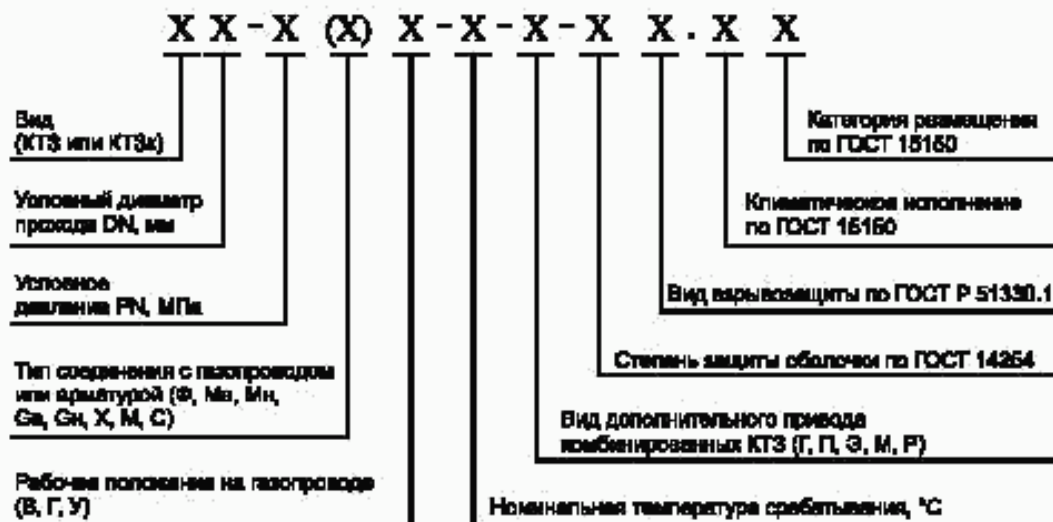 X X - X (X) X - X - X - X X . X X
Вид
(КТЗ или КТЗк)
Условный диаметр
прохода DN, мм
Условное
давление PN, МПа
Тип соединения с газопроводом
или арматурой (Ф, Мв, Мн,
Gв, Gн, Х, М, С)
Рабочее положение на газопроводе
(В, Г, У)
Категория размещения
по ГОСТ 15150
Климатическое исполнение
по ГОСТ 15150
Вид взрывозащиты по ГОСТ Р 51330.1
Степень защиты оболочки по ГОСТ 14254
Вид дополнительного привода
комбинированных КТЗ (Г, П, Э, М, Р)
Номинальная температура срабатывания, °С